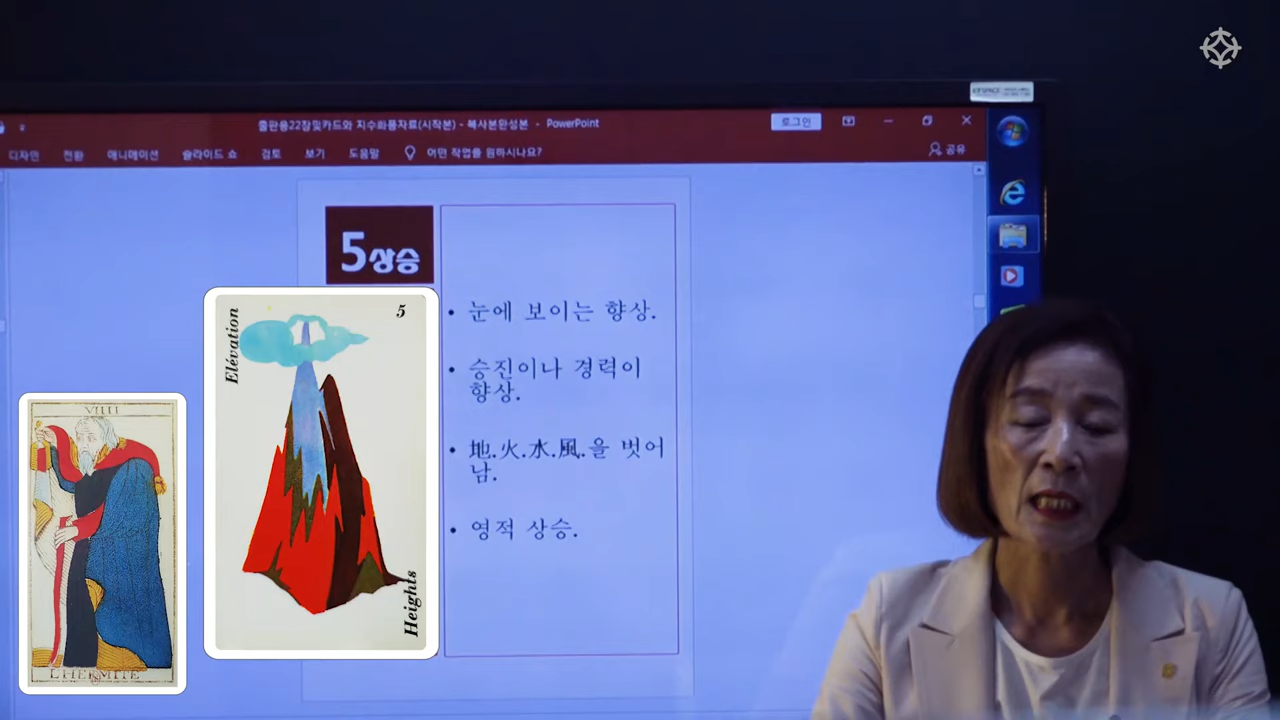 출판용22장및카드와 지수화풍자료(시작본) - 복사본완성본 - PowerPoint
로그인
디자인 전환 애니메이션 슬라이드 쇼 검토 보기 도움말 어떤 작업을 원하시나요?
공유
5상승
• 눈에 보이는 향상.
• 승진이나 경력이
향상.
• 地.火.水.風.을 벗어
남.
• 영적 상승.
Elévation
5
Heights
VIIII
L'HERMITE